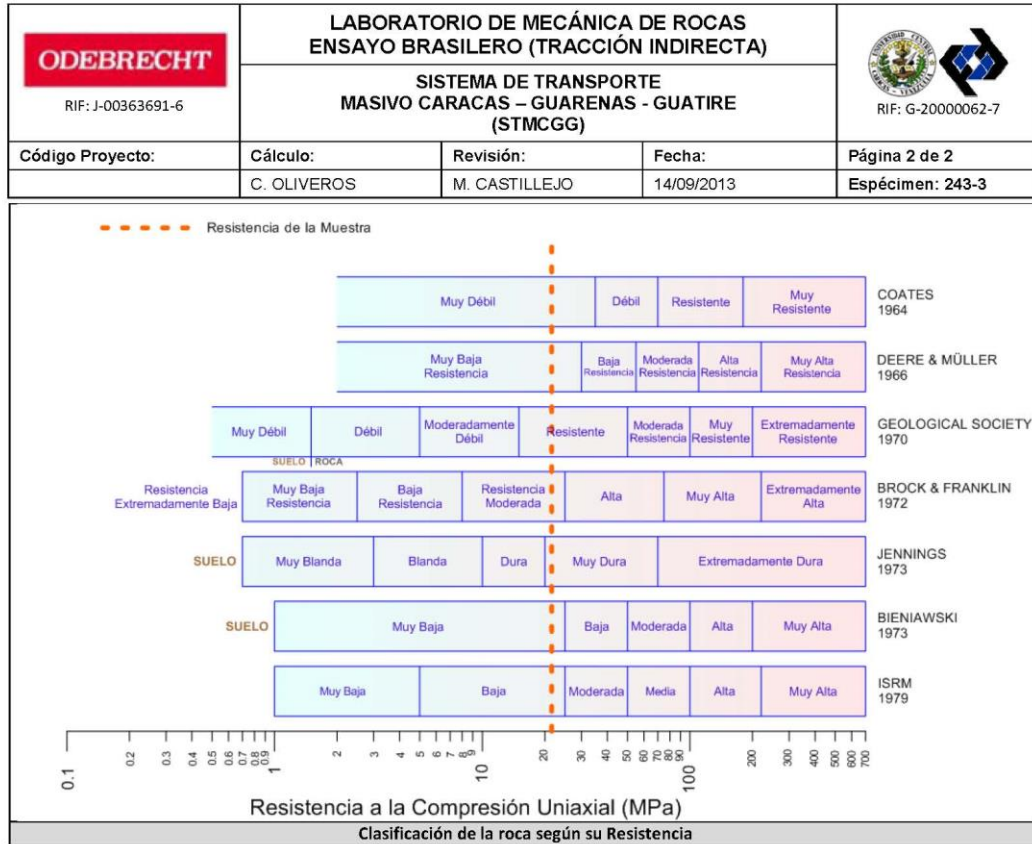 ODEBRECHT
RIF: J-00363691-6
LABORATORIO DE MECÁNICA DE ROCAS
ENSAYO BRASILERO (TRACCIÓN INDIRECTA)
SISTEMA DE TRANSPORTE
MASIVO CARACAS – GUARENAS - GUATIRE
(STMCGG)
RIF: G-20000062-7
Código Proyecto: Cálculo: Revisión: Fecha: Página 2 de 2
C. OLIVEROS M. CASTILLEJO 14/09/2013 Espécimen: 243-3
Resistencia de la Muestra
Muy Débil Débil Resistente Muy
Resistente
COATES
1964
Muy Baja
Resistencia
Baja
Resistencia
Moderada
Resistencia
Alta
Resistencia
Muy Alta
Resistencia
DEERE & MÜLLER
1966
Muy Débil Débil Moderadamente
Débil
Resistente Moderada
Resistencia
Muy
Resistente
Extremadamente
Resistente
GEOLOGICAL SOCIETY
1970
SUELO ROCA
Resistencia
Extremadamente Baja
Muy Baja
Resistencia
Baja
Resistencia
Resistencia
Moderada
Alta Muy Alta Extremadamente
Alta
BROCK & FRANKLIN
1972
SUELO Muy Blanda Blanda Dura Muy Dura Extremadamente Dura
JENNINGS
1973
SUELO Muy Baja Baja Moderada Alta Muy Alta
BIENIAWSKI
1973
Muy Baja Baja Moderada Media Alta Muy Alta
ISRM
1979
0.1 0.2 0.3 0.4 0.5 0.6 0.7 0.8 0.9 1 2 3 4 5 6 7 8 9 10 20 30 40 50 60 70 80 90 100 200 300 400 500 600 700
Resistencia a la Compresión Uniaxial (MPa)
Clasificación de la roca según su Resistencia